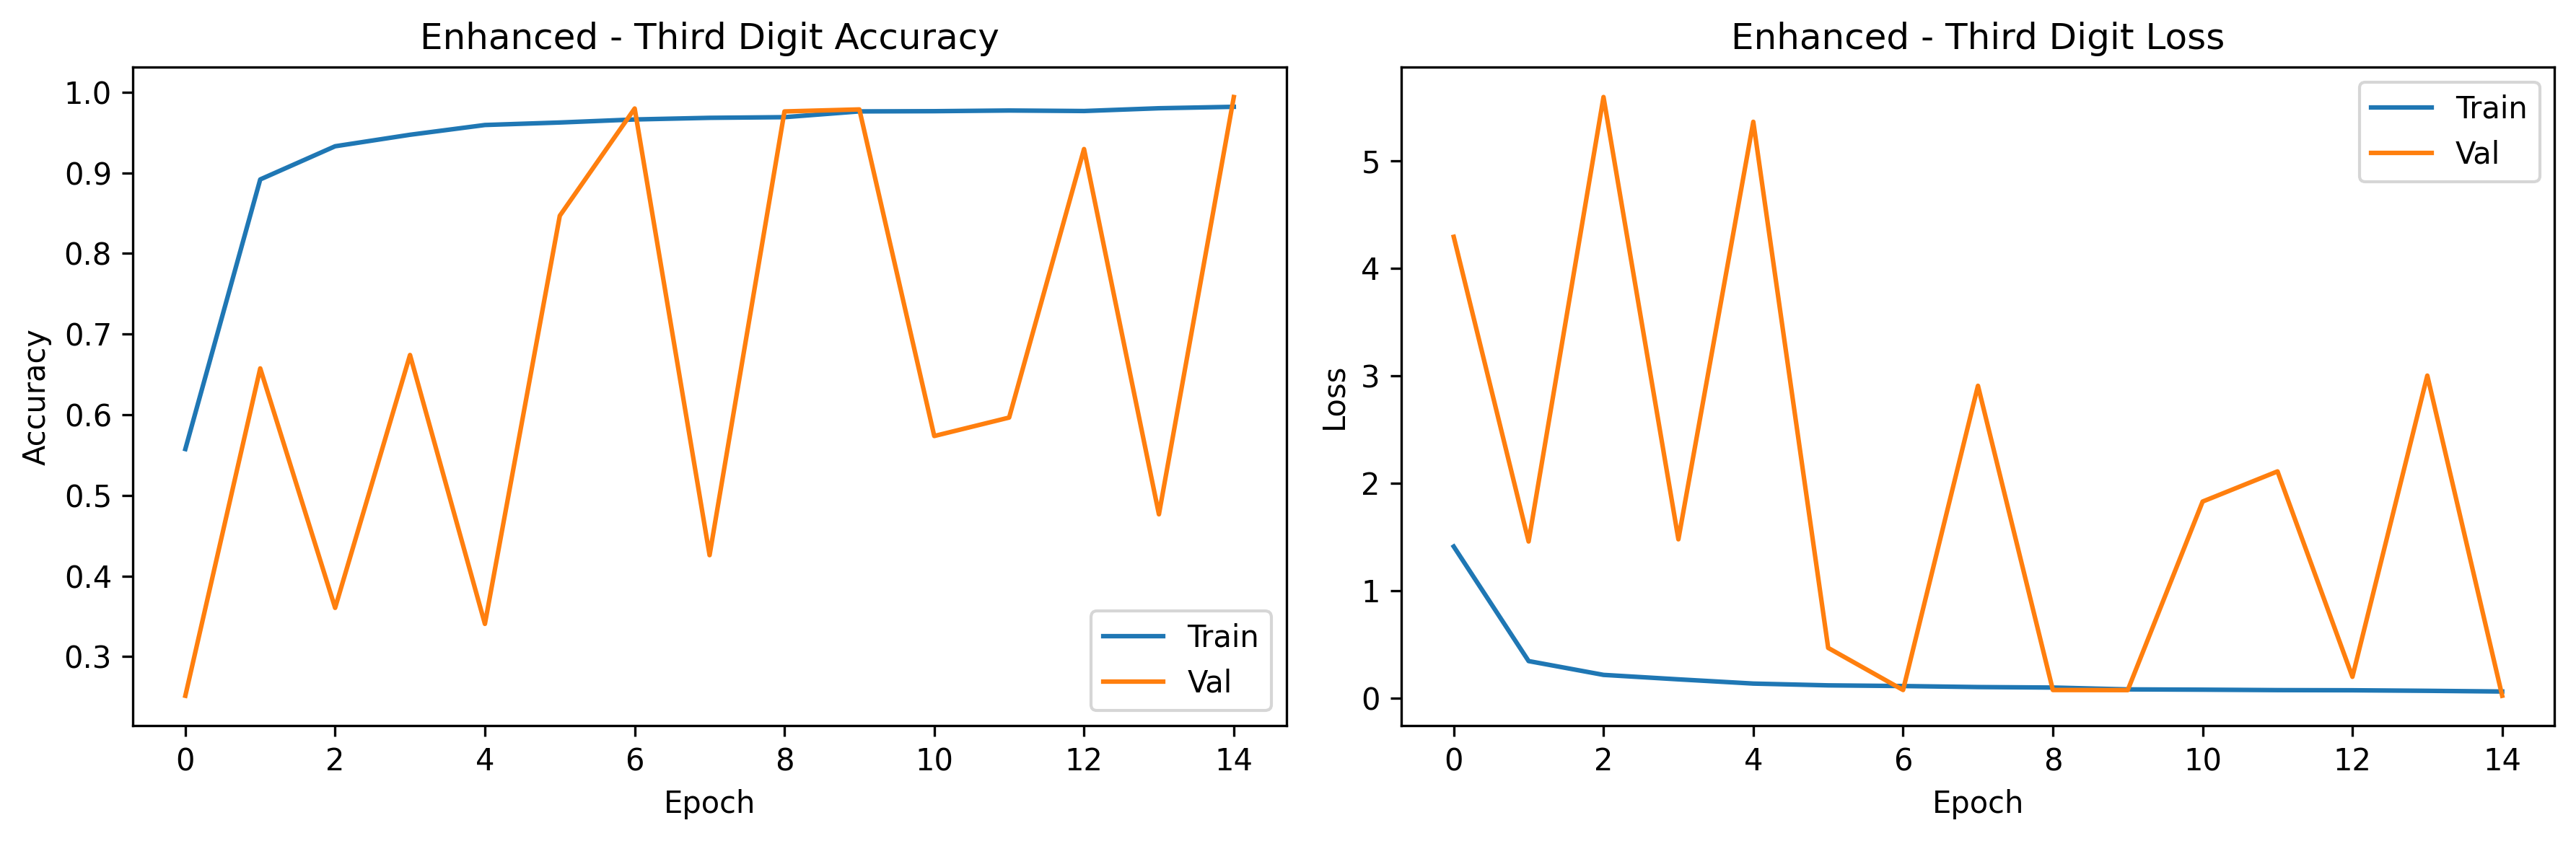 Enhanced - Third Digit Accuracy
1.0
0.9
0.8
0.7
0.6
0.5
0.4
0.3
Accuracy
0 2 4 6 8 10 12 14
Epoch
Train
Val
Enhanced - Third Digit Loss
5
4
3
2
1
0
Loss
0 2 4 6 8 10 12 14
Epoch
Train
Val